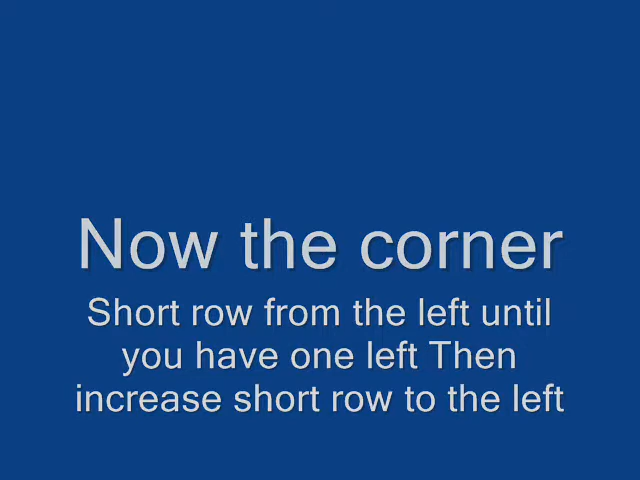 Now the corner
Short row from the left until
you have one left Then
increase short row to the left